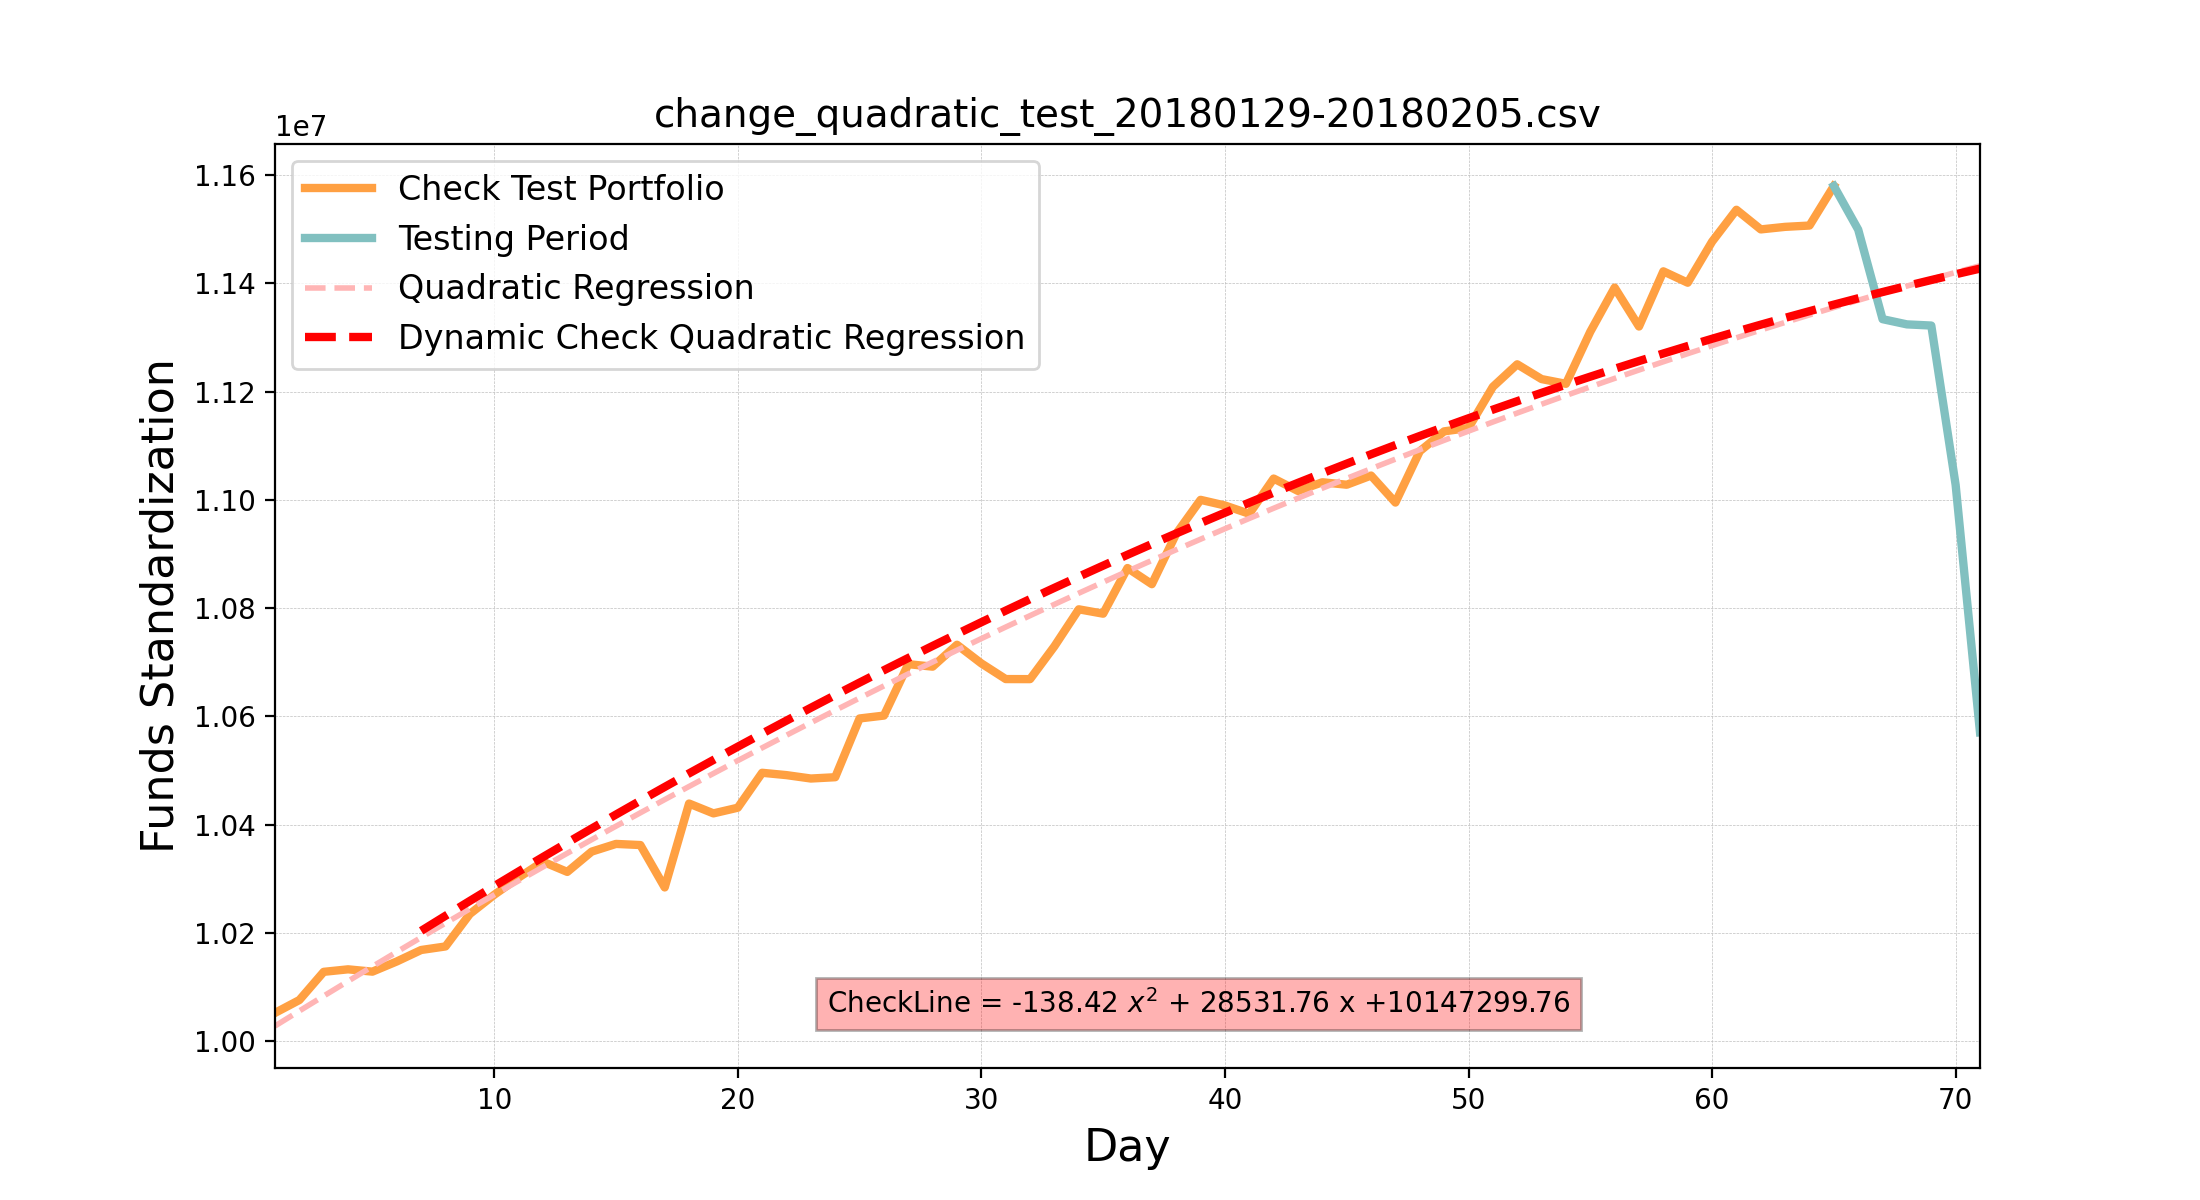 change_quadratic_test_20180129-20180205.csv
1e7
Check Test Portfolio
Testing Period
Quadratic Regression
Dynamic Check Quadratic Regression
1.16
1.14
1.12
1.10
1.08
1.06
1.04
1.02
1.00
Funds Standardization
CheckLine = -138.42 x² + 28531.76 x +10147299.76
10 20 30 40 50 60 70
Day